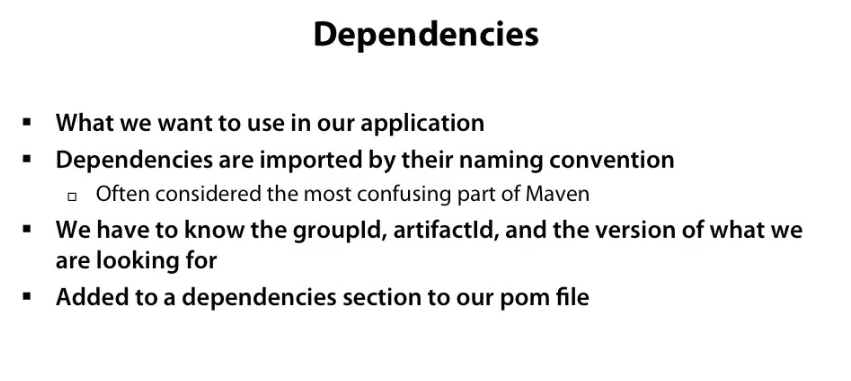 Dependencies
▪ What we want to use in our application
▪ Dependencies are imported by their naming convention
▫ Often considered the most confusing part of Maven
▪ We have to know the groupId, artifactId, and the version of what we
are looking for
▪ Added to a dependencies section to our pom file